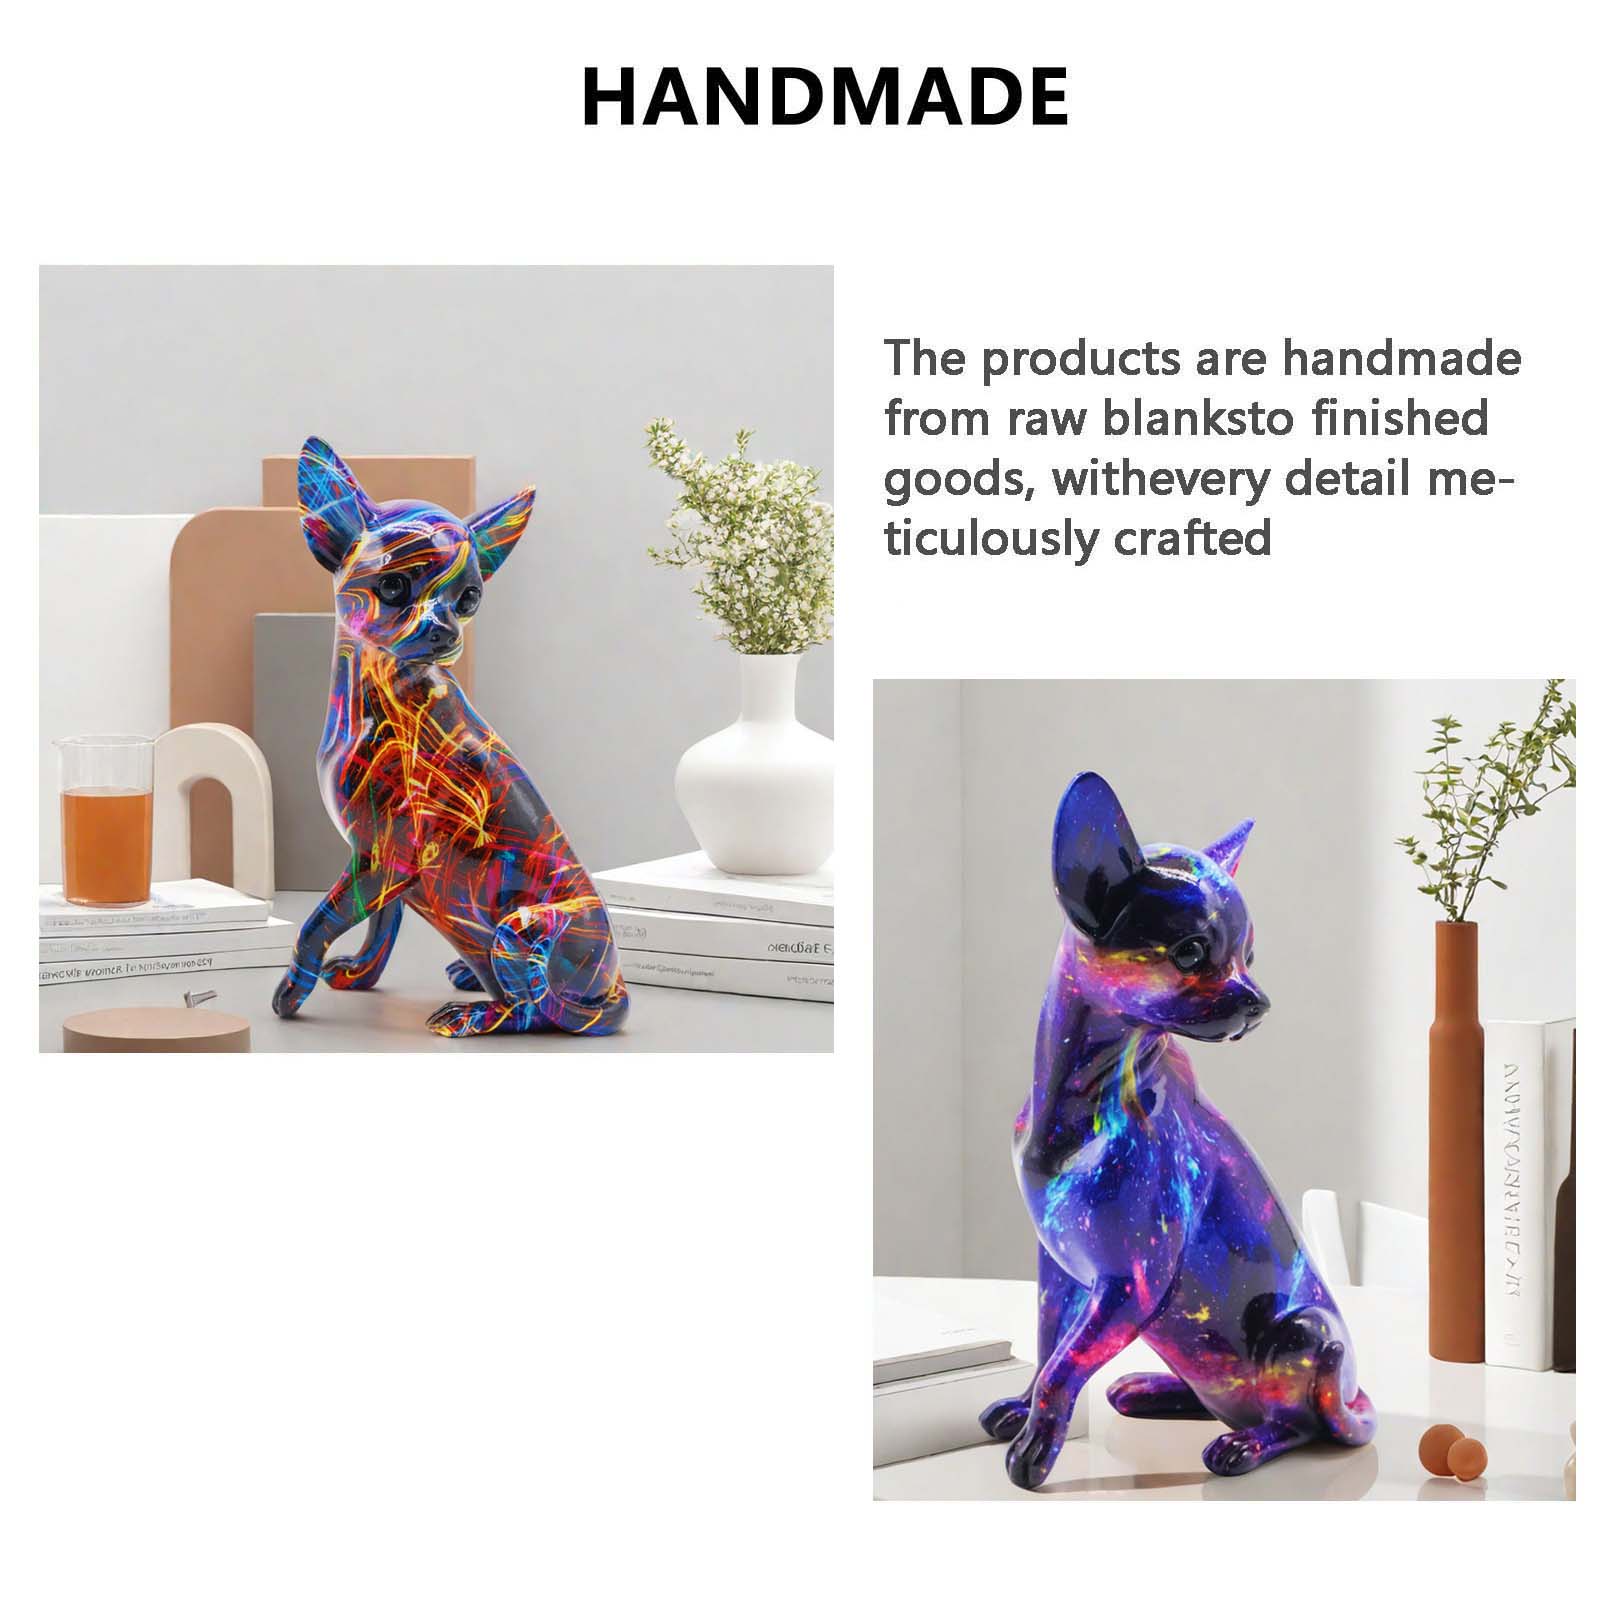 HANDMADE
The products are handmade
from raw blanksto finished
goods, withevery detail me-
ticulously crafted